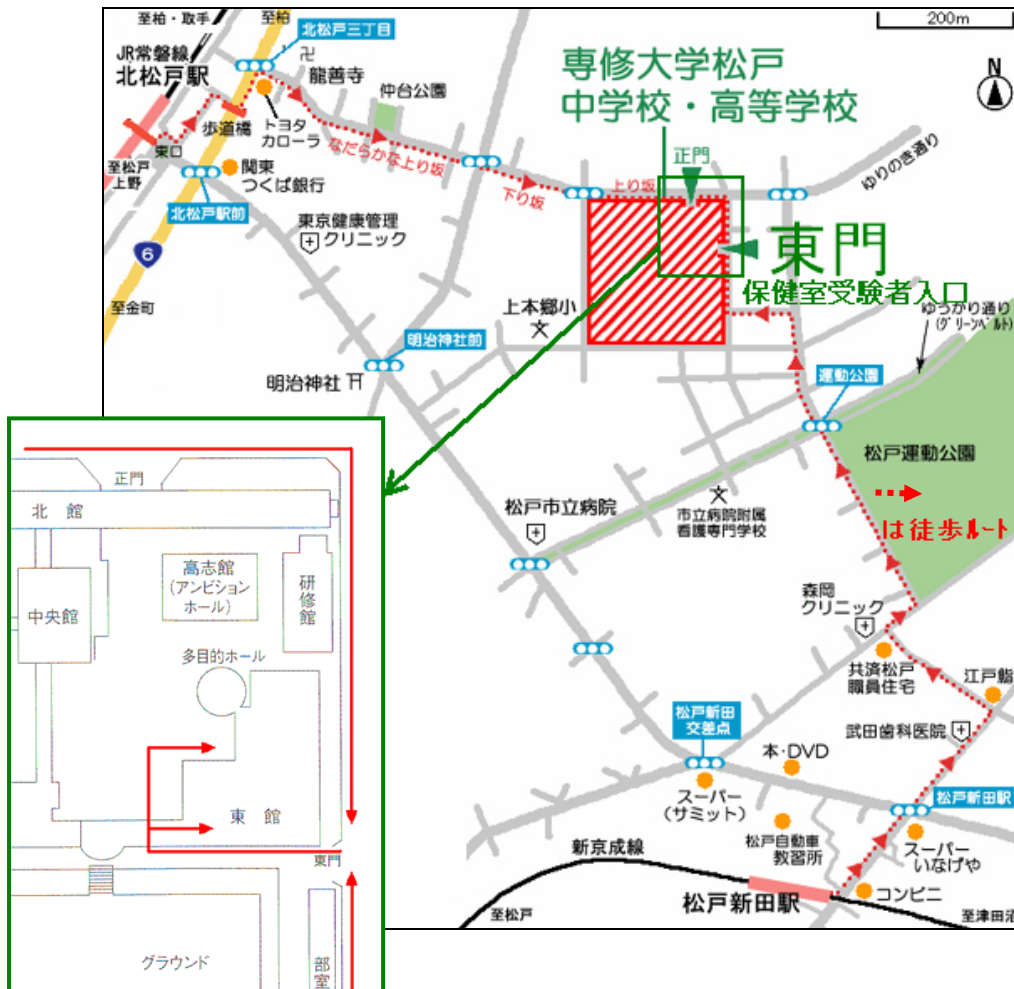 至柏・取手
至柏
200m
北松戸三丁目
卍
JR常磐線
北松戸駅
龍善寺
専修大学松戸
中学校・高等学校
N
仲台公園
歩道橋
トヨタ
カローラ
東口
なだらかな上り坂
正門
至松戸
上野
関東
つくば銀行
下り坂
上り坂
ゆりのき通り
北松戸駅前
東京健康管理
クリニック
東門
6
保健室受験者入口
至金町
上本郷小
ゆうかり通り
(グリーンベルト)
明治神社前
明治神社
運動公園
松戸運動公園
松戸市立病院
市立病院附属
看護専門学校
は徒歩ルート
森岡
クリニック
共済松戸
職員住宅
江戸鮨
武田歯科医院
松戸新田
交差点
本・DVD
スーパー
(サミット)
松戸新田駅
松戸自動車
教習所
スーパー
いなげや
新京成線
松戸新田駅
コンビニ
至松戸
至津田沼
正門
北館
高志館
(アンビション
ホール)
研修館
中央館
多目的ホール
東館
東門
グラウンド
部室